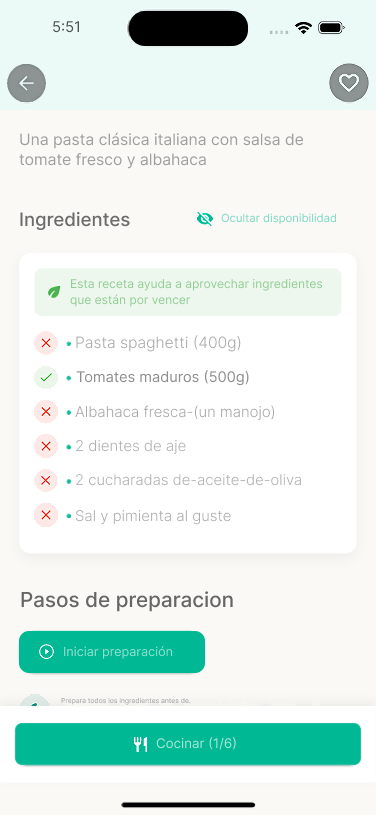 5:51
Una pasta clásica italiana con salsa de
tomate fresco y albahaca
Ingredientes
Ocultar disponibilidad
Esta receta ayuda a aprovechar ingredientes
que están por vencer
• Pasta spaghetti (400g)
• Tomates maduros (500g)
• Albahaca fresca-(un manojo)
• 2 dientes de aje
• 2 cucharadas de-aceite-de-oliva
• Sal y pimienta al guste
Pasos de preparacion
Iniciar preparación
Prepara todos los ingredientes antes de.
Cocinar (1/6)